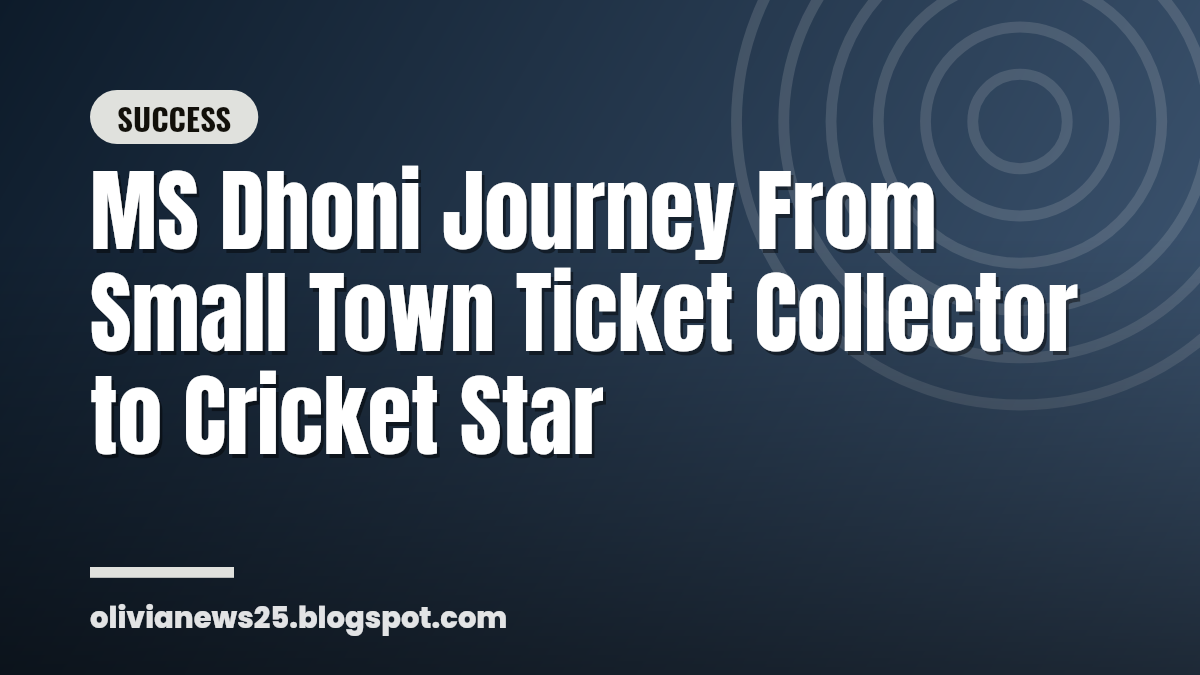 SUCCESS
MS Dhoni Journey From
Small Town Ticket Collector
to Cricket Star
olivianews25.blogspot.com